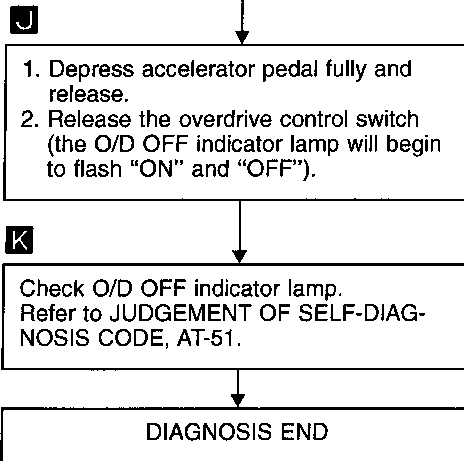 J
1. Depress accelerator pedal fully and
release.
2. Release the overdrive control switch
(the O/D OFF indicator lamp will begin
to flash "ON" and "OFF").
K
Check O/D OFF indicator lamp.
Refer to JUDGEMENT OF SELF-DIAG-
NOSIS CODE, AT-51.
DIAGNOSIS END